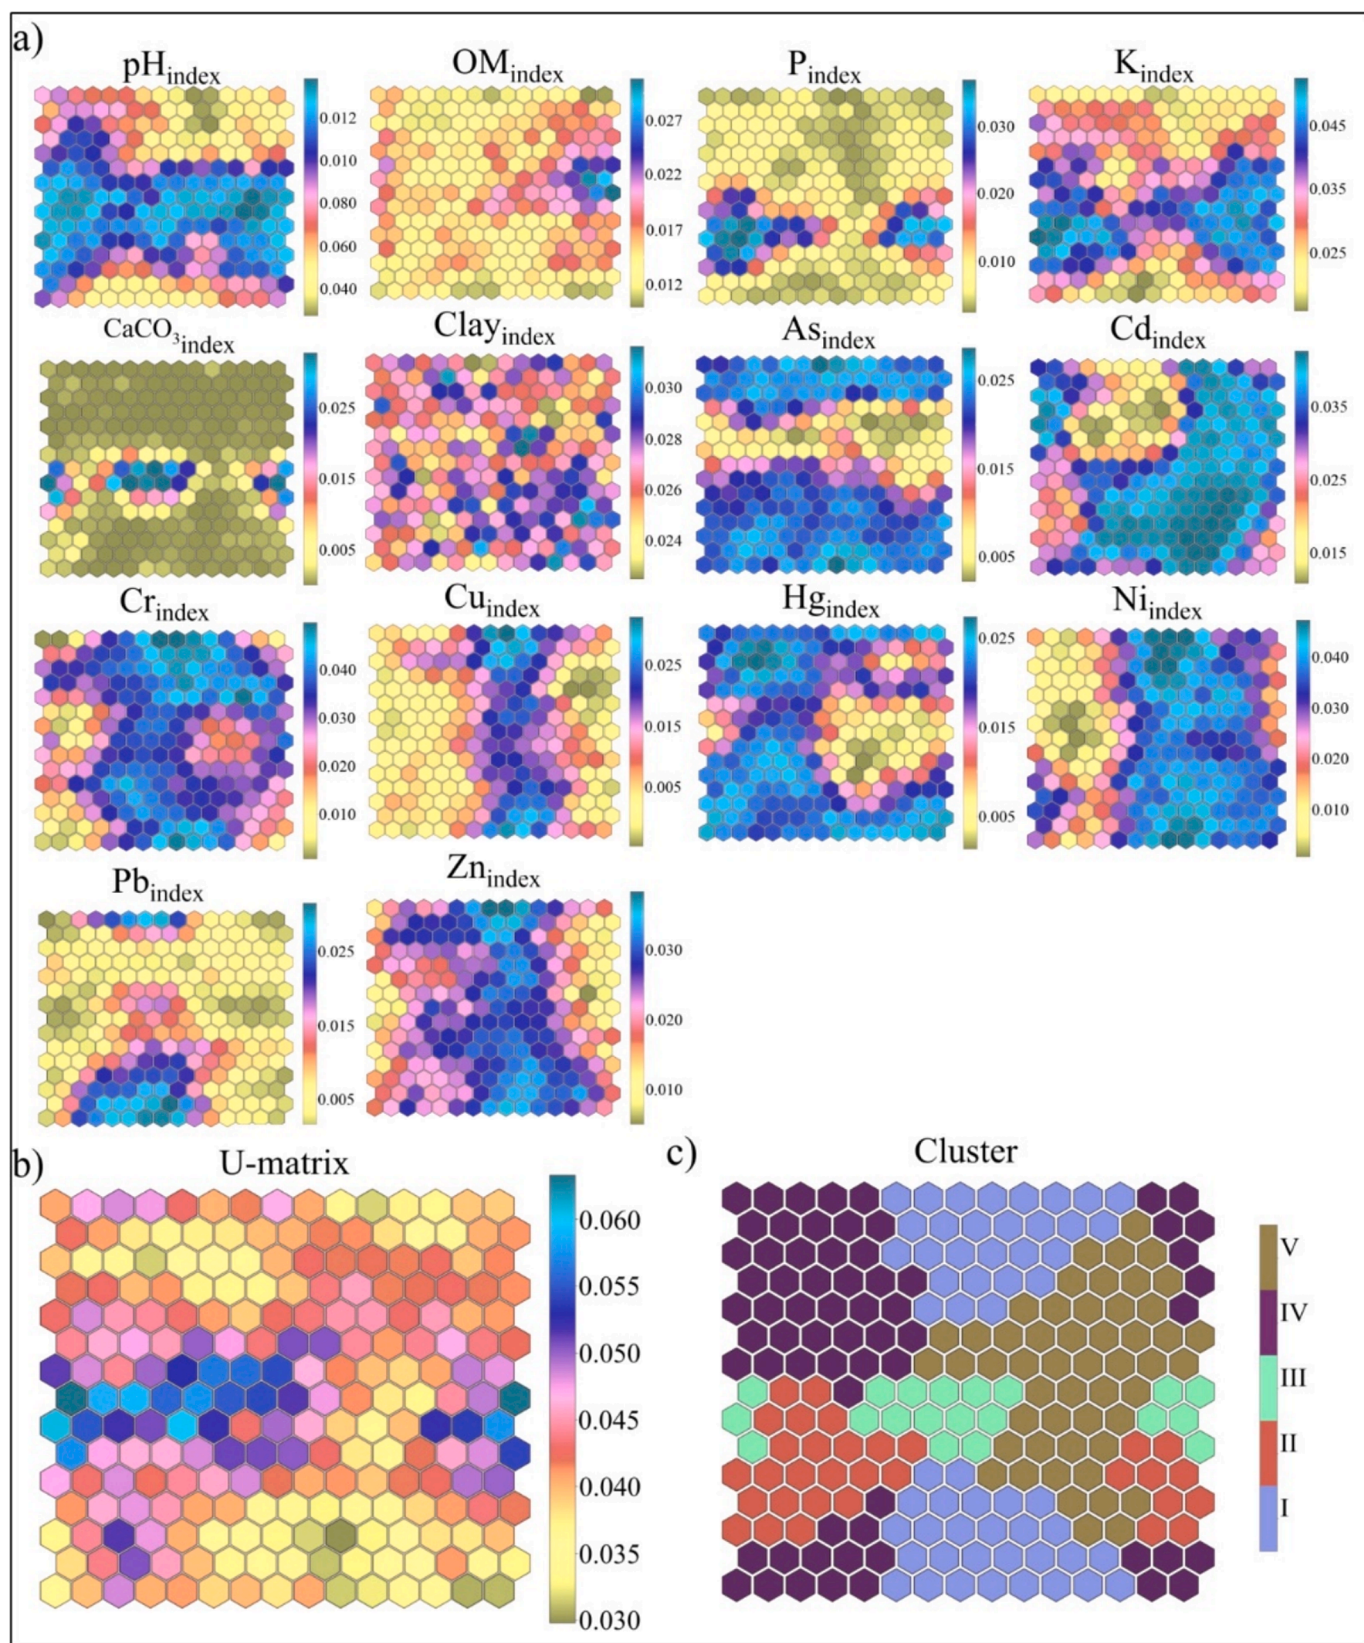 a)
pHindex
0.012
0.010
0.080
0.060
0.040
OMindex
0.027
0.022
0.017
0.012
Pindex
0.030
0.020
0.010
Kindex
0.045
0.035
0.025
CaCO3index
0.025
0.015
0.005
Clayindex
0.030
0.028
0.026
0.024
Asindex
0.025
0.015
0.005
Cdindex
0.035
0.025
0.015
Crindex
0.040
0.030
0.020
0.010
Cuindex
0.025
0.015
0.005
Hgindex
0.025
0.015
0.005
Niindex
0.040
0.030
0.020
0.010
Pbindex
0.025
0.015
0.005
Znindex
0.030
0.020
0.010
b)
U-matrix
0.060
0.055
0.050
0.045
0.040
0.035
0.030
c)
Cluster
V
IV
III
II
I